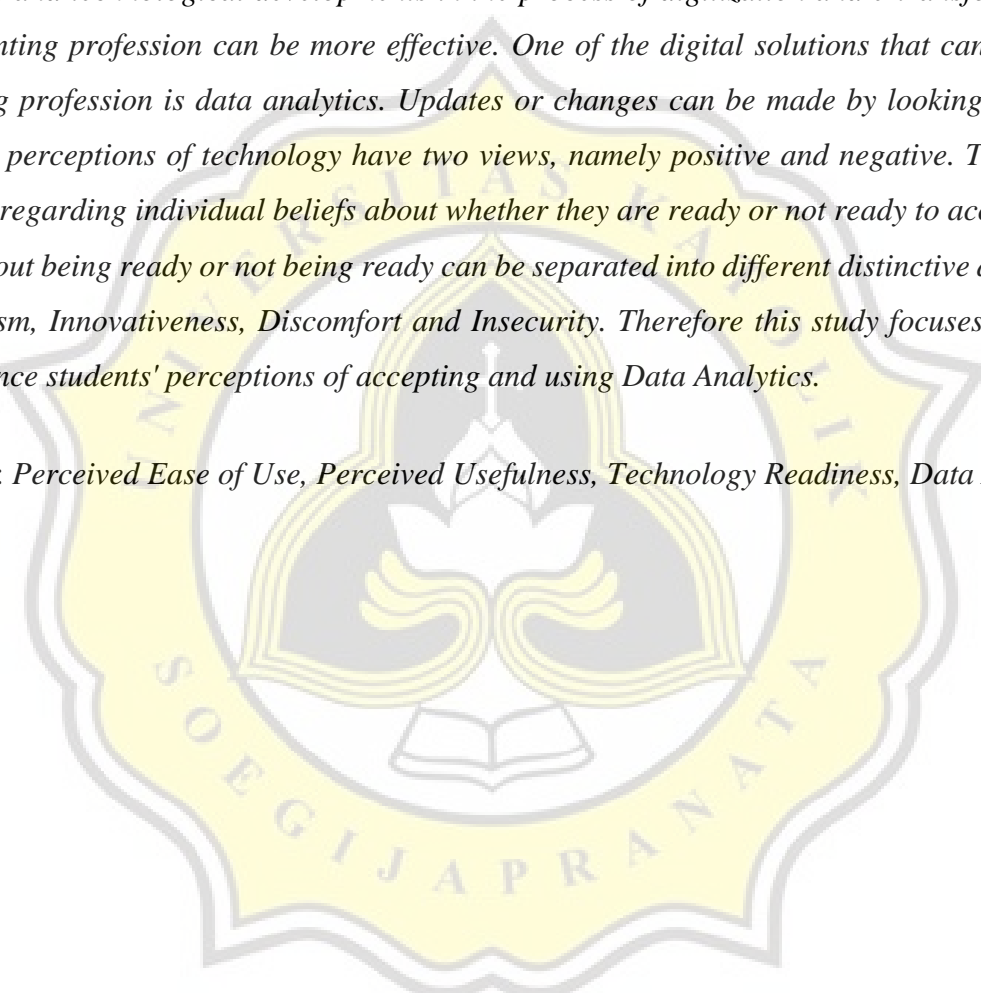 nting profession can be more effective. One of the digital solutions that can
g profession is data analytics. Updates or changes can be made by looking
perceptions of technology have two views, namely positive and negative. T
regarding individual beliefs about whether they are ready or not ready to acc
out being ready or not being ready can be separated into different distinctive
sm, Innovativeness, Discomfort and Insecurity. Therefore this study focuses
nce students' perceptions of accepting and using Data Analytics.
: Perceived Ease of Use, Perceived Usefulness, Technology Readiness, Data
UNIVERSITAS KATOLIK
SOEGIJAPRANATA